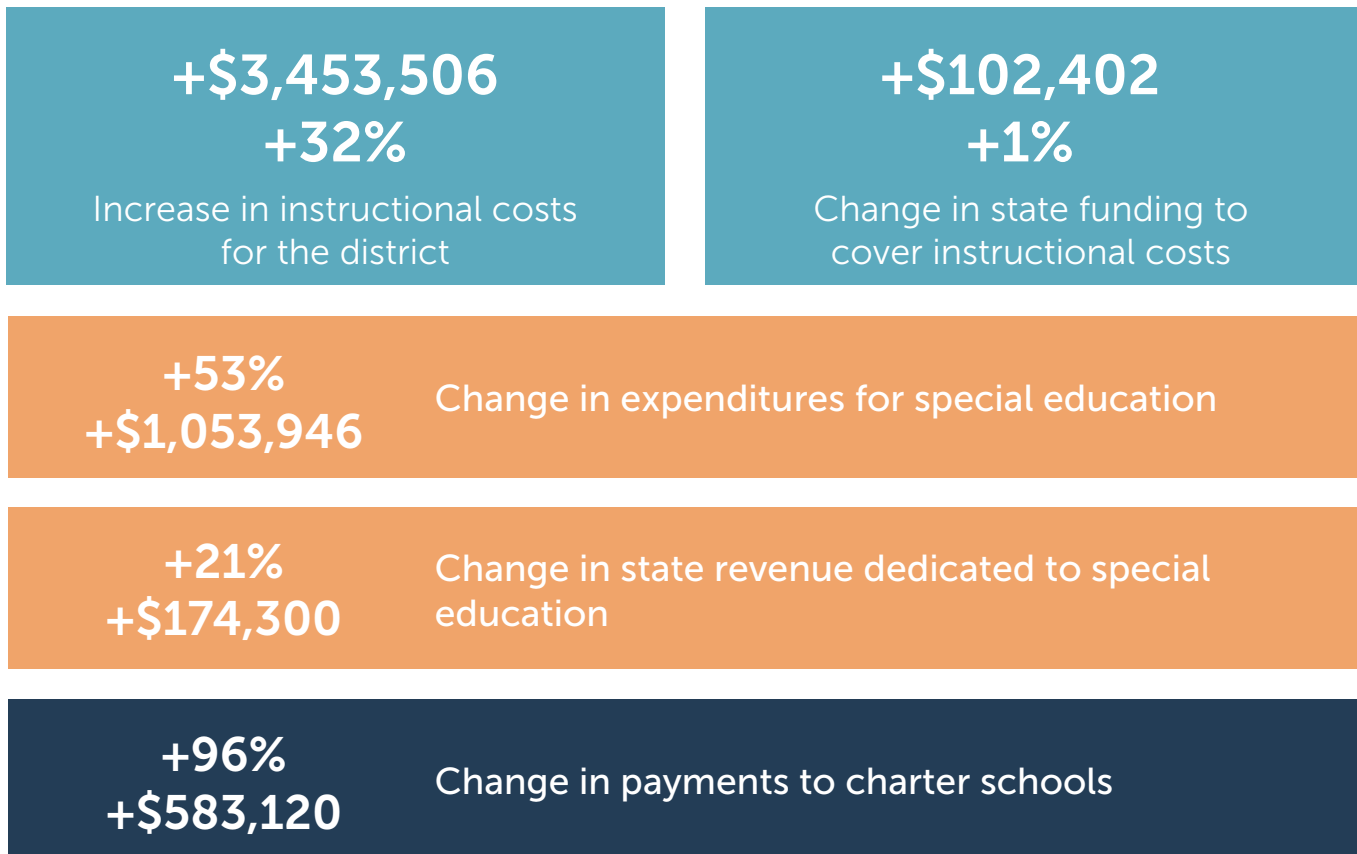 +$3,453,506
+32%
Increase in instructional costs
for the district
+$102,402
+1%
Change in state funding to
cover instructional costs
+53%
+$1,053,946
Change in expenditures for special education
+21%
+$174,300
Change in state revenue dedicated to special
education
+96%
+$583,120
Change in payments to charter schools